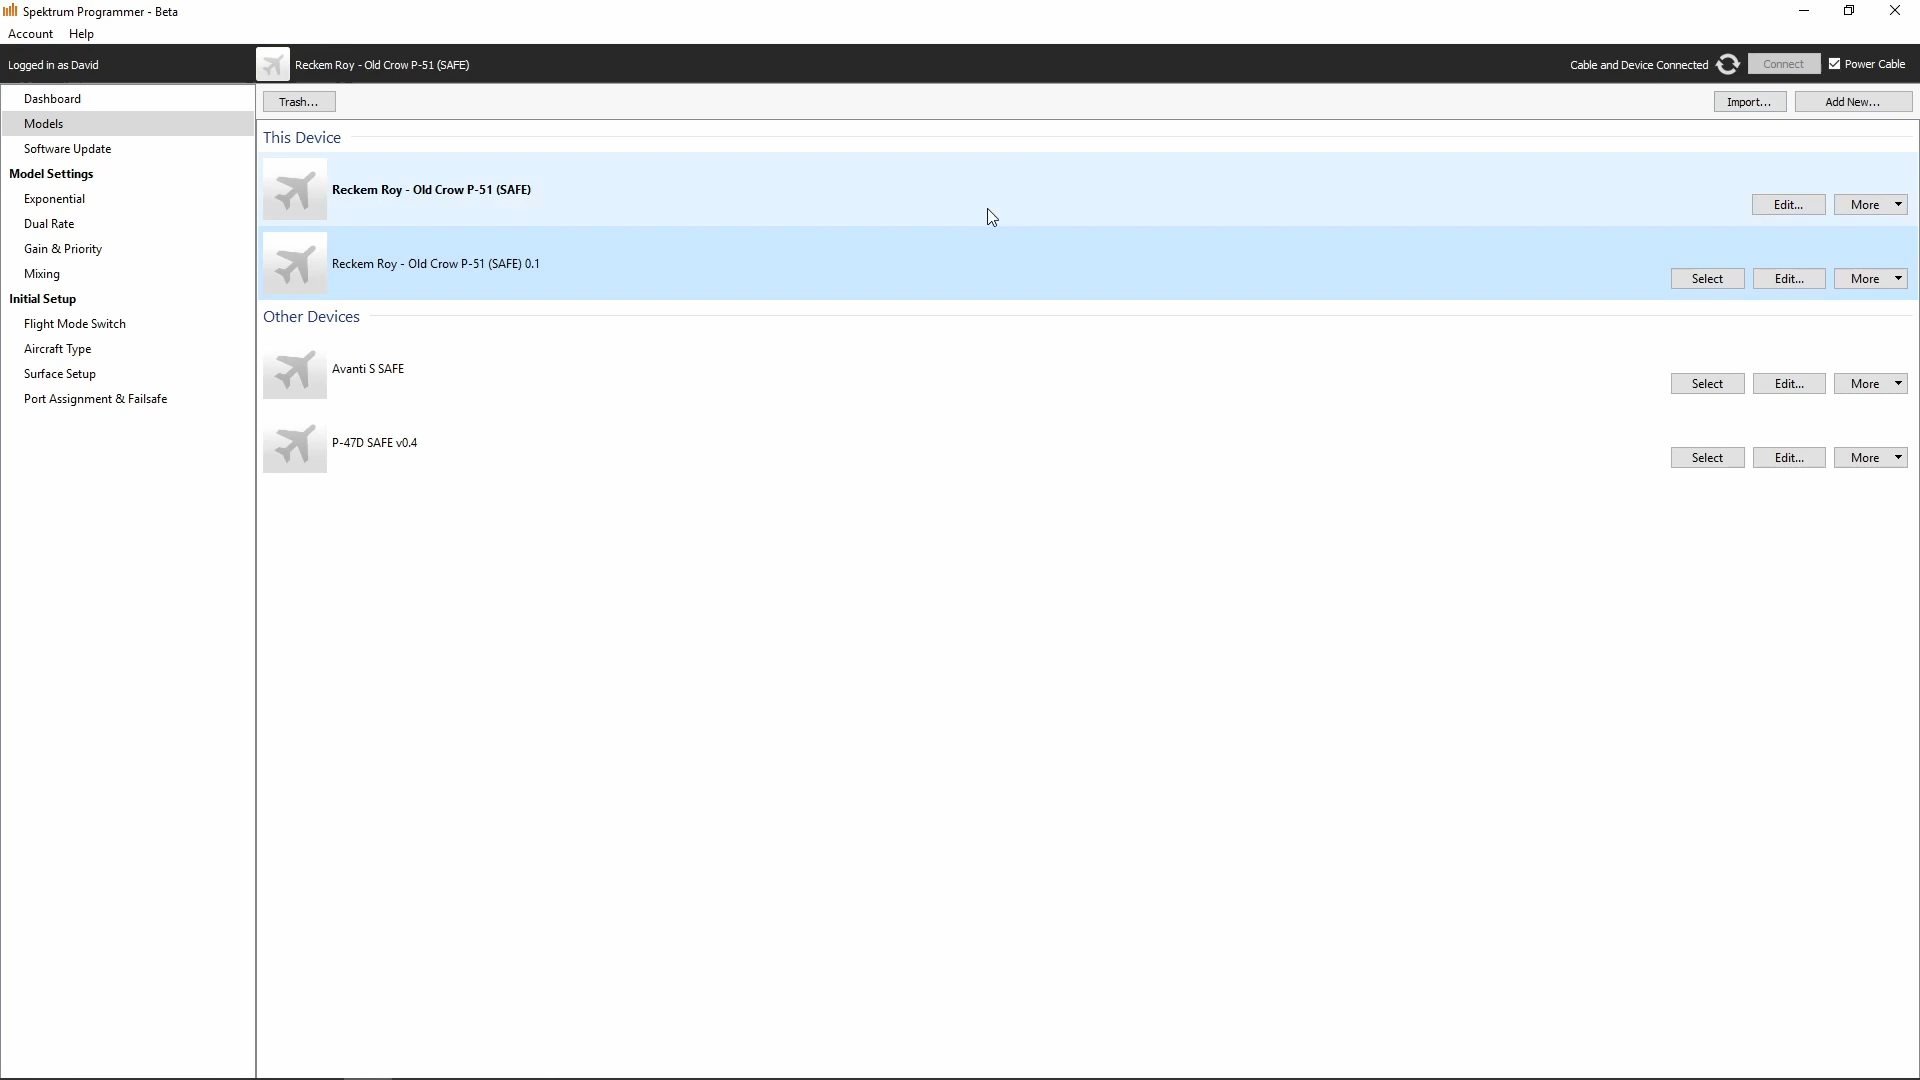 Spektrum Programmer - Beta
Account Help
Logged in as David
Reckem Roy - Old Crow P-51 (SAFE)
Cable and Device Connected
Connect
Power Cable
Dashboard
Models
Software Update
Model Settings
Exponential
Dual Rate
Gain & Priority
Mixing
Initial Setup
Flight Mode Switch
Aircraft Type
Surface Setup
Port Assignment & Failsafe
Trash...
Import...
Add New...
This Device
Reckem Roy - Old Crow P-51 (SAFE)
Edit...
More
Reckem Roy - Old Crow P-51 (SAFE) 0.1
Select
Edit...
More
Other Devices
Avanti S SAFE
Select
Edit...
More
P-47D SAFE v0.4
Select
Edit...
More